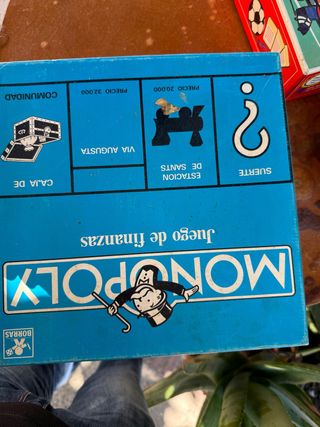 BORRAS
MONOPOLY
Juego de finanzas
SUERTE
ESTACION
DE SANTS
PRECIO 20.000
VIA AUGUSTA
PRECIO 32.000
CAJA DE
COMUNIDAD